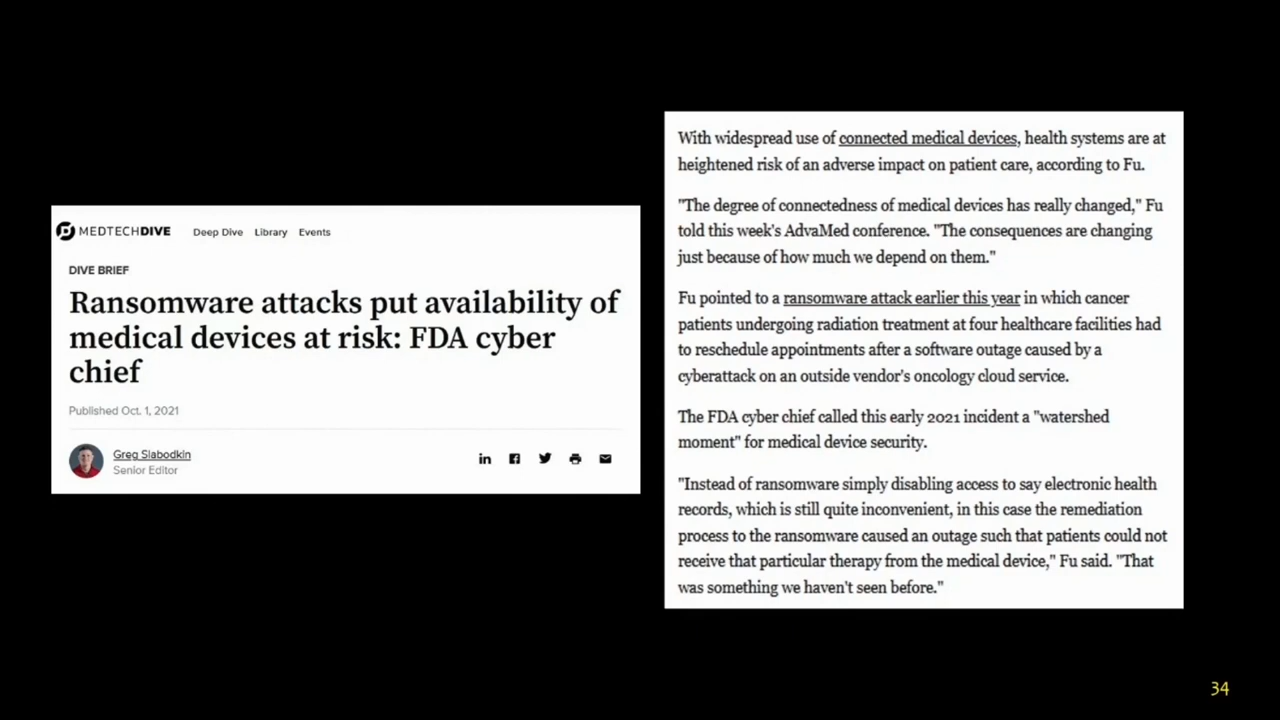 MEDTECHDIVE Deep Dive Library Events
DIVE BRIEF
Ransomware attacks put availability of
medical devices at risk: FDA cyber
chief
Published Oct. 1, 2021
Greg Slabodkin
Senior Editor
With widespread use of connected medical devices, health systems are at
heightened risk of an adverse impact on patient care, according to Fu.
"The degree of connectedness of medical devices has really changed," Fu
told this week's AdvaMed conference. "The consequences are changing
just because of how much we depend on them."
Fu pointed to a ransomware attack earlier this year in which cancer
patients undergoing radiation treatment at four healthcare facilities had
to reschedule appointments after a software outage caused by a
cyberattack on an outside vendor's oncology cloud service.
The FDA cyber chief called this early 2021 incident a "watershed
moment" for medical device security.
"Instead of ransomware simply disabling access to say electronic health
records, which is still quite inconvenient, in this case the remediation
process to the ransomware caused an outage such that patients could not
receive that particular therapy from the medical device," Fu said. "That
was something we haven't seen before."
34